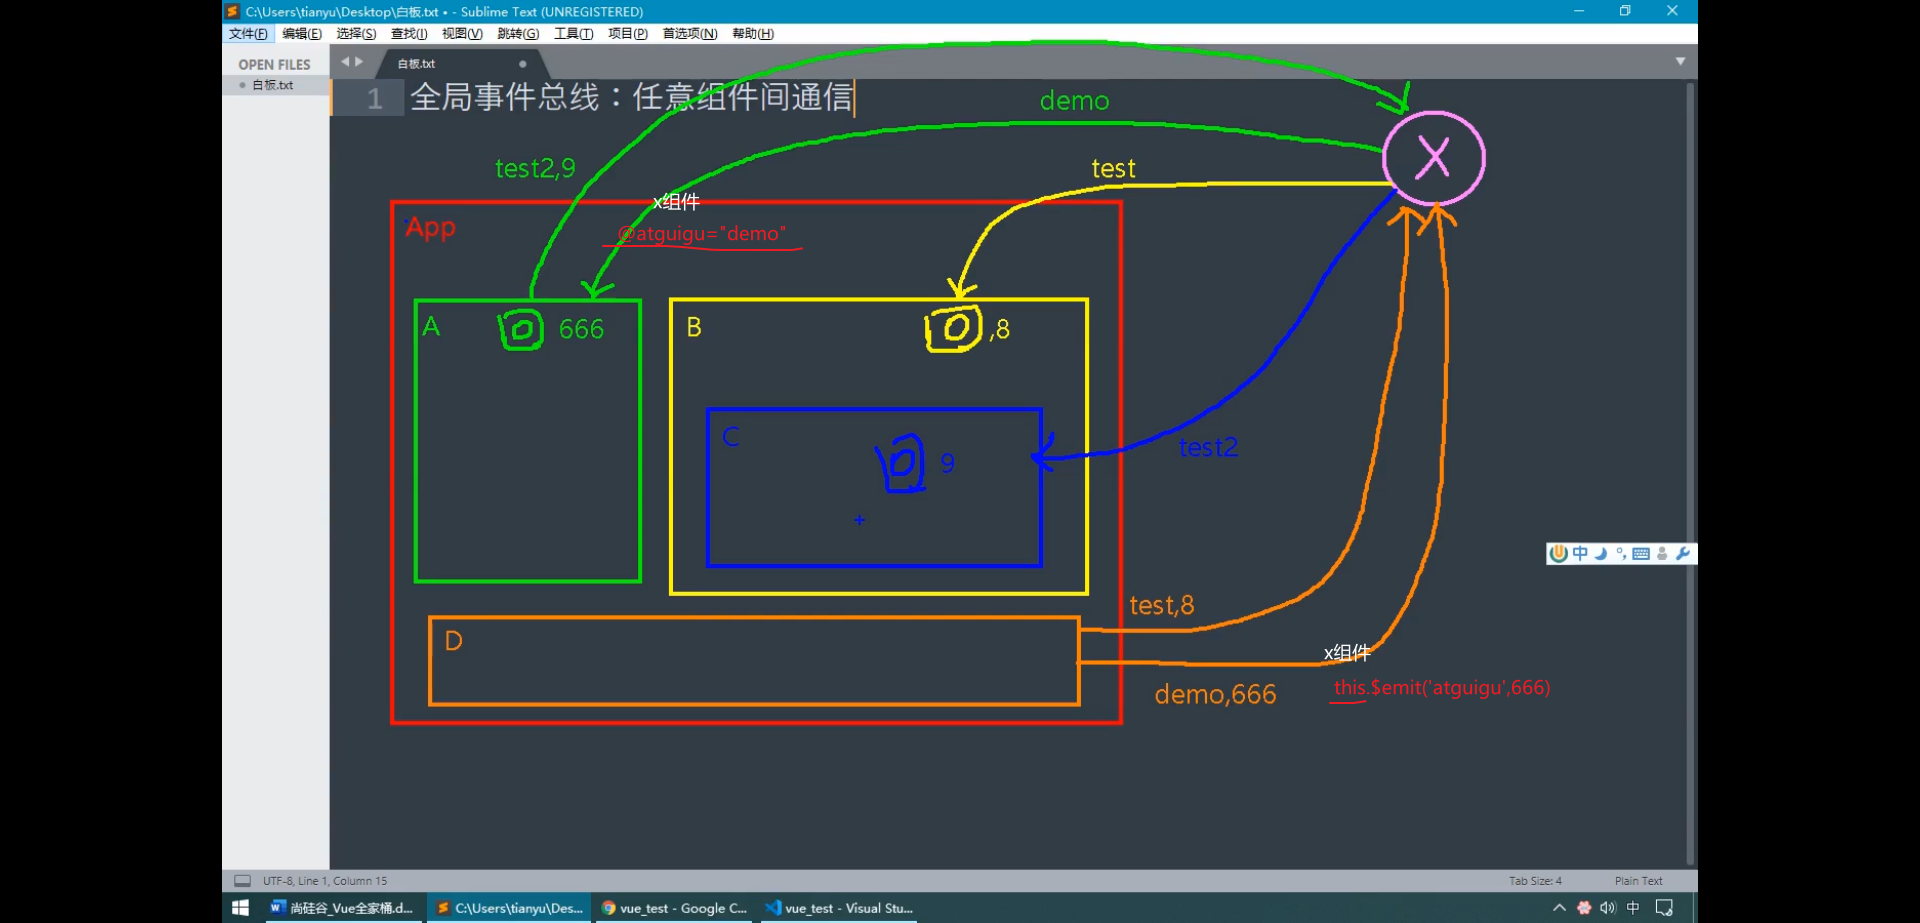 C:\Users\tianyu\Desktop\白板.txt • - Sublime Text (UNREGISTERED)
文件(F) 编辑(E) 选择(S) 查找(I) 视图(V) 跳转(G) 工具(T) 项目(P) 首选项(N) 帮助(H)
OPEN FILES
白板.txt
白板.txt
1 全局事件总线：任意组件间通信
demo
X
test2,9
test
x组件
App
@atguigu="demo"
A
666
B
,8
C
9
test2
中
test,8
D
x组件
demo,666
this.$emit('atguigu',666)
UTF-8, Line 1, Column 15
Tab Size: 4
Plain Text
尚硅谷_Vue全家桶.d...
C:\Users\tianyu\Des...
vue_test - Google C...
vue_test - Visual Stu...
中